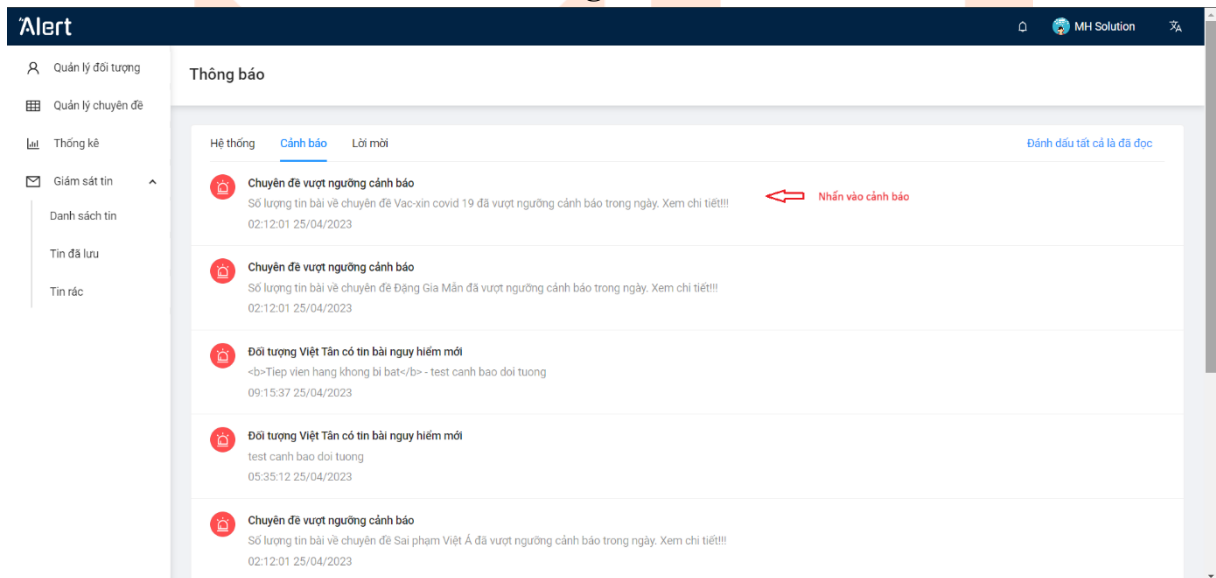 Alert
MH Solution
Quản lý đối tượng
Quản lý chuyên đề
Thống kê
Giám sát tin
Danh sách tin
Tin đã lưu
Tin rác
Thông báo
Hệ thống Cảnh báo Lời mời Đánh dấu tất cả là đã đọc
Chuyên đề vượt ngưỡng cảnh báo
Số lượng tin bài về chuyên đề Vac-xin covid 19 đã vượt ngưỡng cảnh báo trong ngày. Xem chi tiết!!!
02:12:01 25/04/2023
Nhấn vào cảnh báo
Chuyên đề vượt ngưỡng cảnh báo
Số lượng tin bài về chuyên đề Đặng Gia Mẫn đã vượt ngưỡng cảnh báo trong ngày. Xem chi tiết!!!
02:12:01 25/04/2023
Đối tượng Việt Tân có tin bài nguy hiểm mới
<b>Tiep vien hang khong bi bat</b> - test canh bao doi tuong
09:15:37 25/04/2023
Đối tượng Việt Tân có tin bài nguy hiểm mới
test canh bao doi tuong
05:35:12 25/04/2023
Chuyên đề vượt ngưỡng cảnh báo
Số lượng tin bài về chuyên đề Sai phạm Việt Á đã vượt ngưỡng cảnh báo trong ngày. Xem chi tiết!!!
02:12:01 25/04/2023